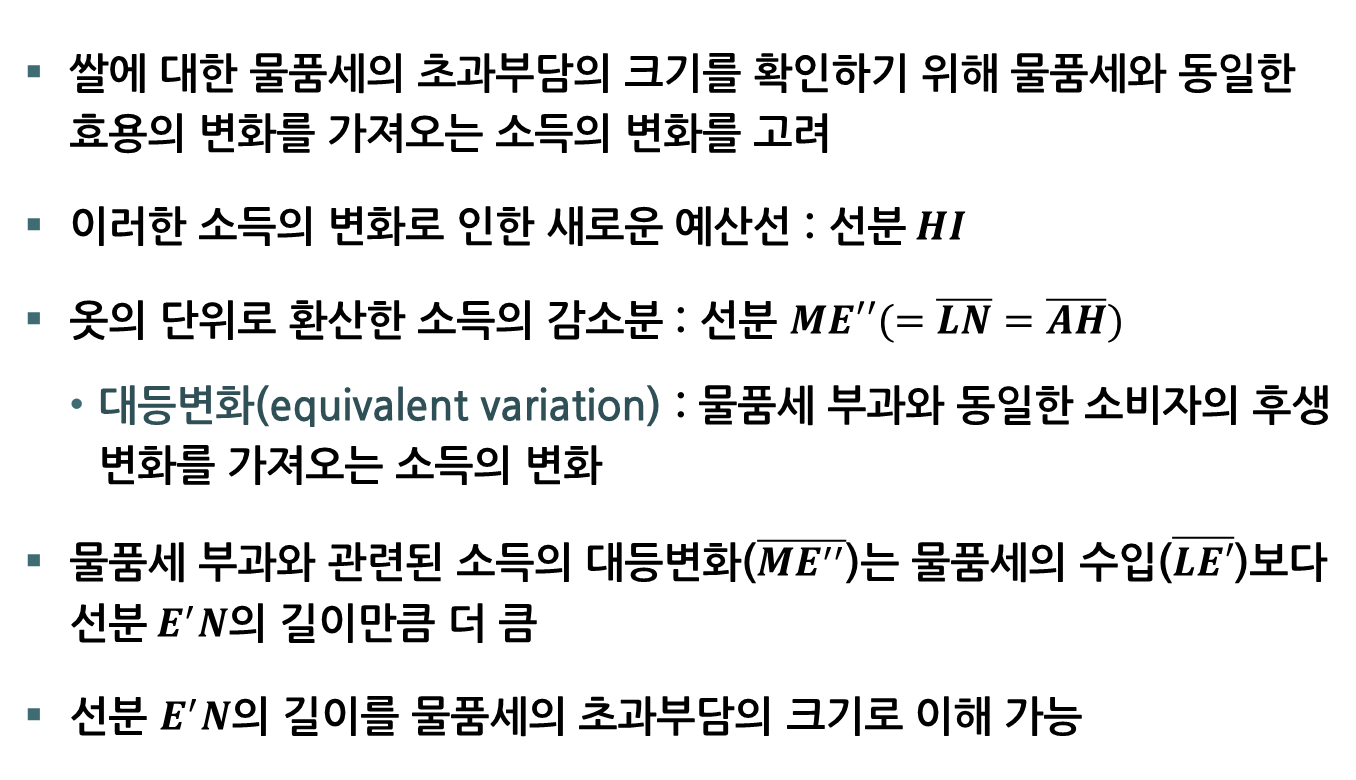 ▪ 쌀에 대한 물품세의 초과부담의 크기를 확인하기 위해 물품세와 동일한
효용의 변화를 가져오는 소득의 변화를 고려
▪ 이러한 소득의 변화로 인한 새로운 예산선 : 선분 HI
▪ 옷의 단위로 환산한 소득의 감소분 : 선분 ME′′(= L̅N̅ = A̅H̅)
• 대등변화(equivalent variation) : 물품세 부과와 동일한 소비자의 후생
변화를 가져오는 소득의 변화
▪ 물품세 부과와 관련된 소득의 대등변화(M̅E̅′′)는 물품세의 수입(L̅E̅′)보다
선분 E′N의 길이만큼 더 큼
▪ 선분 E′N의 길이를 물품세의 초과부담의 크기로 이해 가능